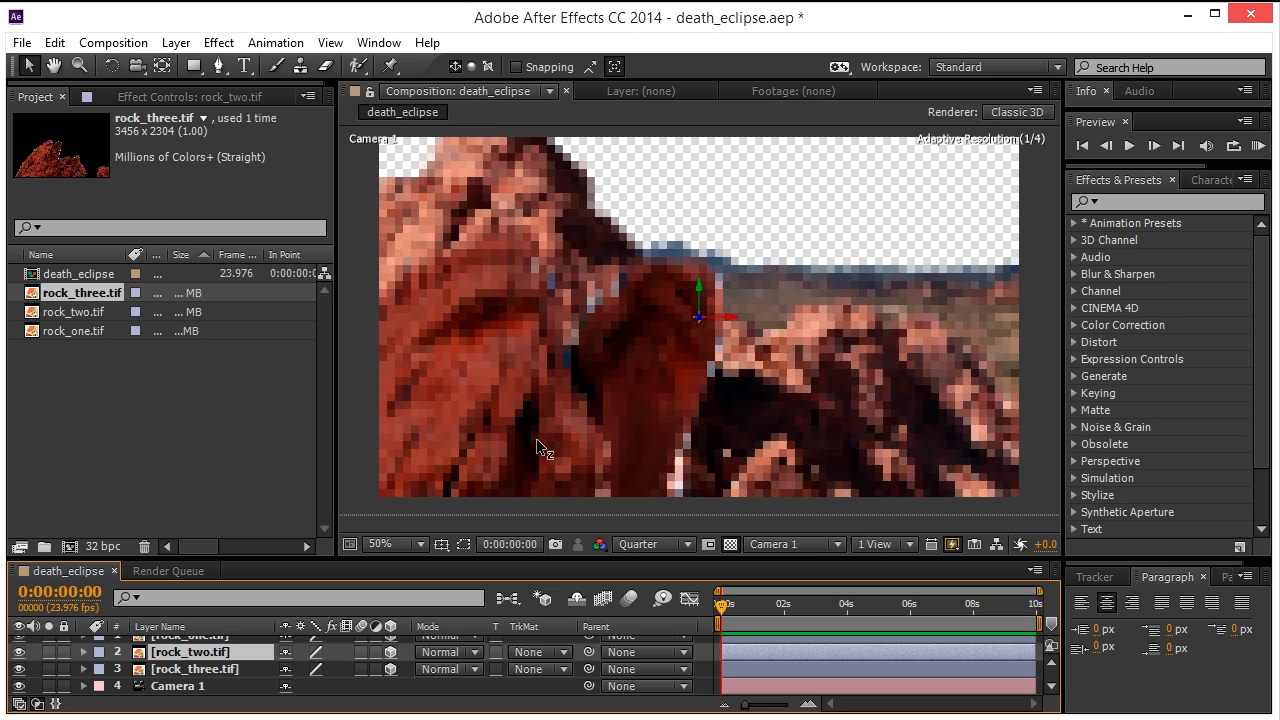 Ae
Adobe After Effects CC 2014 - death_eclipse.aep *
File Edit Composition Layer Effect Animation View Window Help
Snapping
Workspace: Standard
Search Help
Project Effect Controls: rock_two.tif
rock_three.tif , used 1 time
3456 x 2304 (1.00)
Millions of Colors+ (Straight)
Name Size Frame ... In Point
death_eclipse ... 23.976 0:00:00:0
rock_three.tif ... ... MB
rock_two.tif ... ... MB
rock_one.tif ... ...MB
32 bpc
Composition: death_eclipse Layer: (none) Footage: (none)
death_eclipse Renderer: Classic 3D
Camera 1 Adaptive Resolution (1/4)
50% 0:00:00:00 Quarter Camera 1 1 View +0.0
Info Audio
Preview
Effects & Presets Characte
* Animation Presets
3D Channel
Audio
Blur & Sharpen
Channel
CINEMA 4D
Color Correction
Distort
Expression Controls
Generate
Keying
Matte
Noise & Grain
Obsolete
Perspective
Simulation
Stylize
Synthetic Aperture
Text
death_eclipse Render Queue
0:00:00:00
00000 (23.976 fps)
:00s 02s 04s 06s 08s 10s
# Layer Name fx Mode T TrkMat Parent
1 [rock_one.tif] Normal None
2 [rock_two.tif] Normal None None
3 [rock_three.tif] Normal None None
4 Camera 1 None
Tracker Paragraph Pa
0 px 0 px 0 px
0 px 0 px